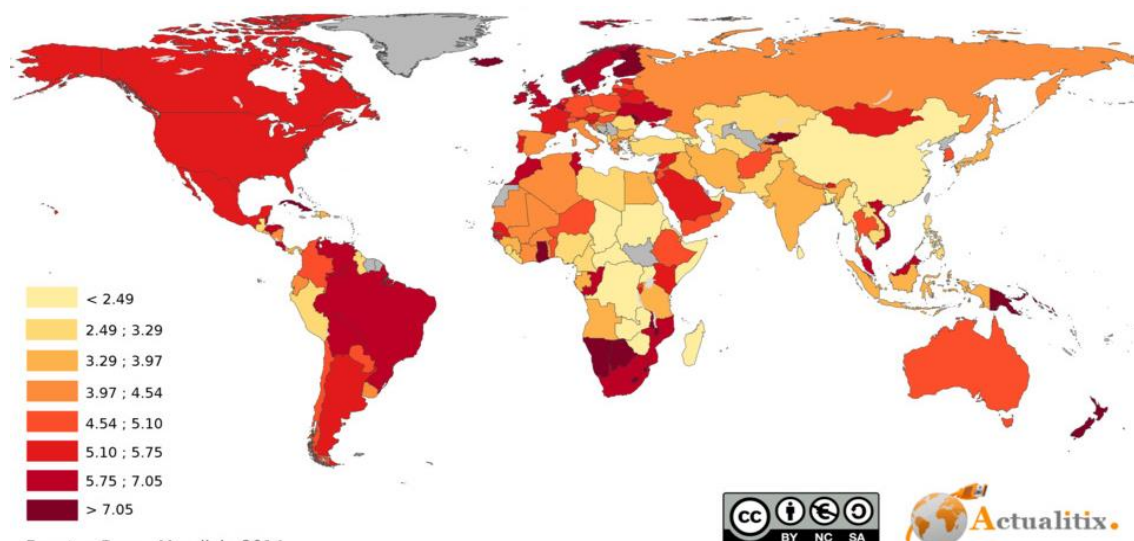 < 2.49
2.49 ; 3.29
3.29 ; 3.97
3.97 ; 4.54
4.54 ; 5.10
5.10 ; 5.75
5.75 ; 7.05
> 7.05
cc
BY NC SA
Actualitix.